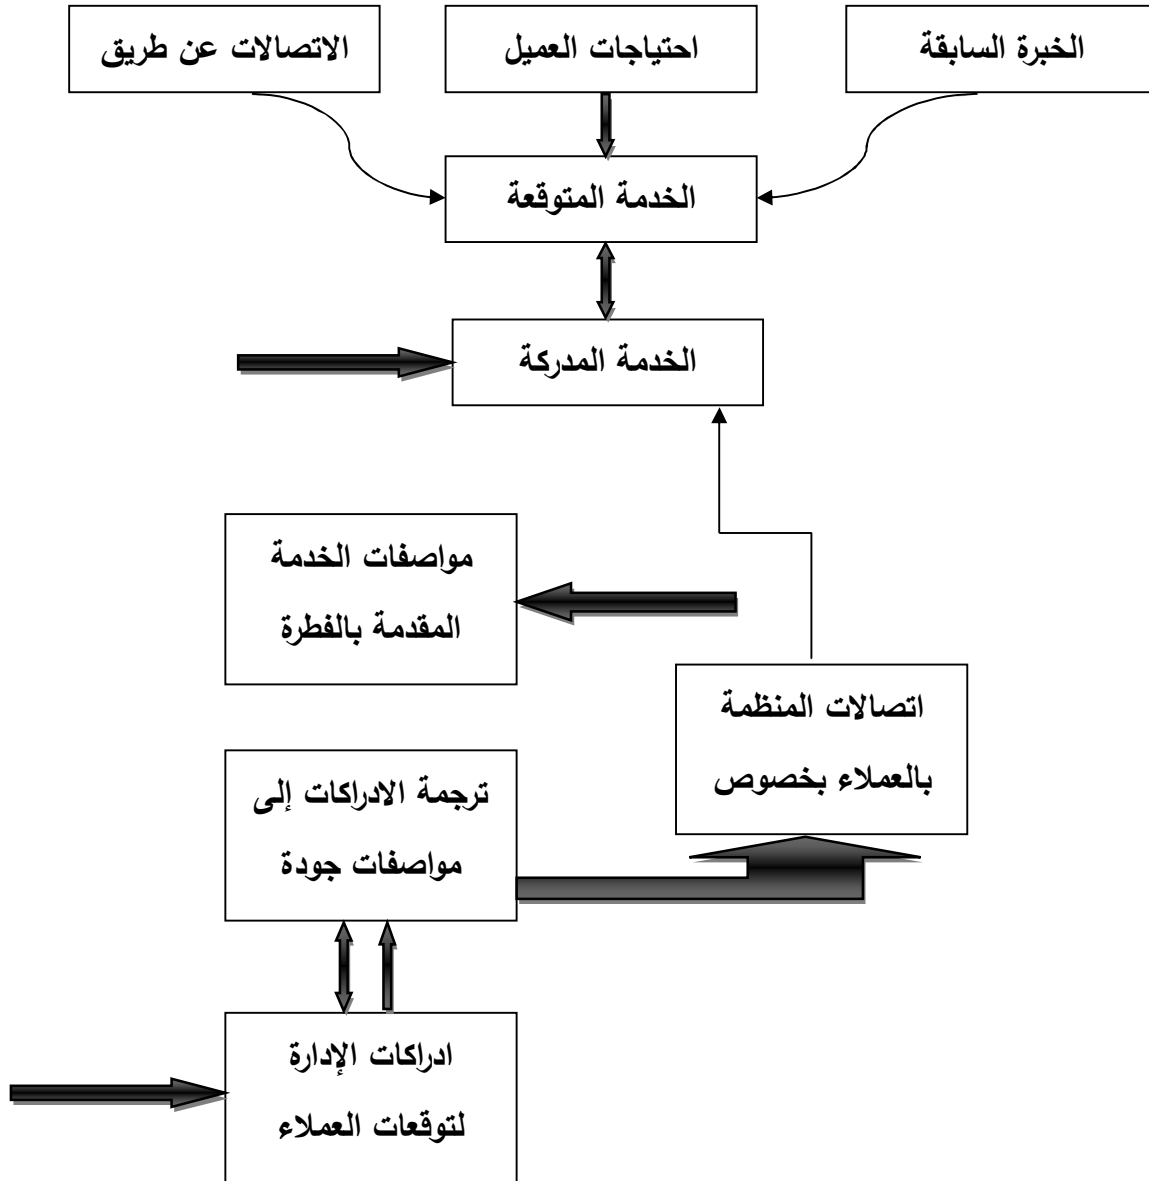 الخبرة السابقة
احتياجات العميل
الاتصالات عن طريق
الخدمة المتوقعة
الخدمة المدركة
مواصفات الخدمة
المقدمة بالفطرة
اتصالات المنظمة
بالعملاء بخصوص
ترجمة الادراكات إلى
مواصفات جودة
ادراكات الإدارة
لتوقعات العملاء